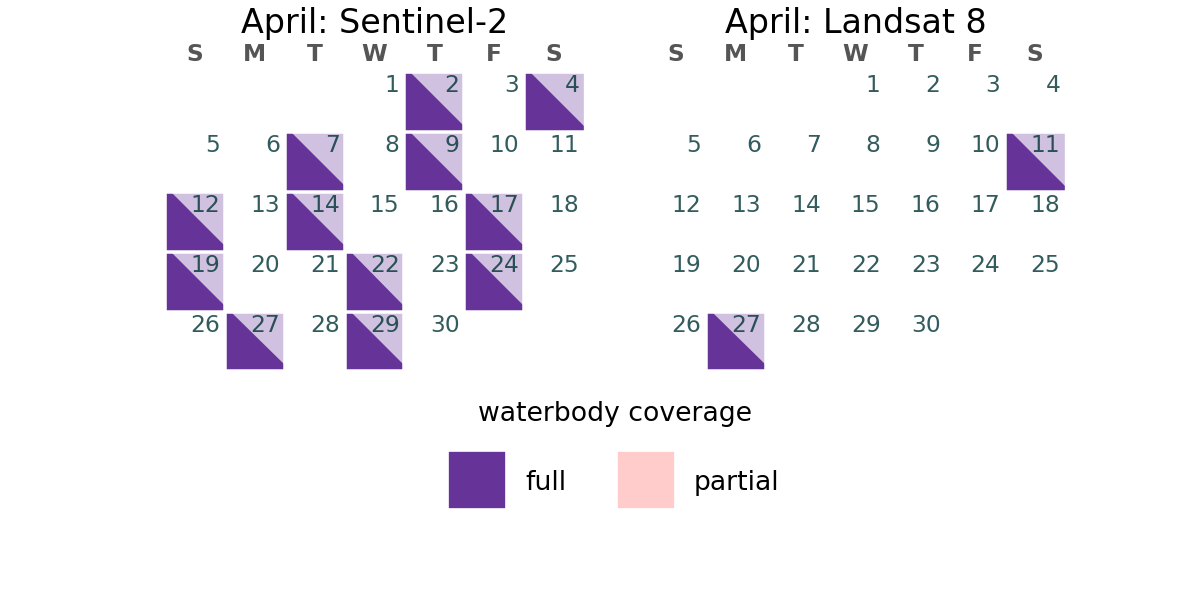 April: Sentinel-2
S M T W T F S
1 2 3 4
5 6 7 8 9 10 11
12 13 14 15 16 17 18
19 20 21 22 23 24 25
26 27 28 29 30
April: Landsat 8
S M T W T F S
1 2 3 4
5 6 7 8 9 10 11
12 13 14 15 16 17 18
19 20 21 22 23 24 25
26 27 28 29 30
waterbody coverage
full partial